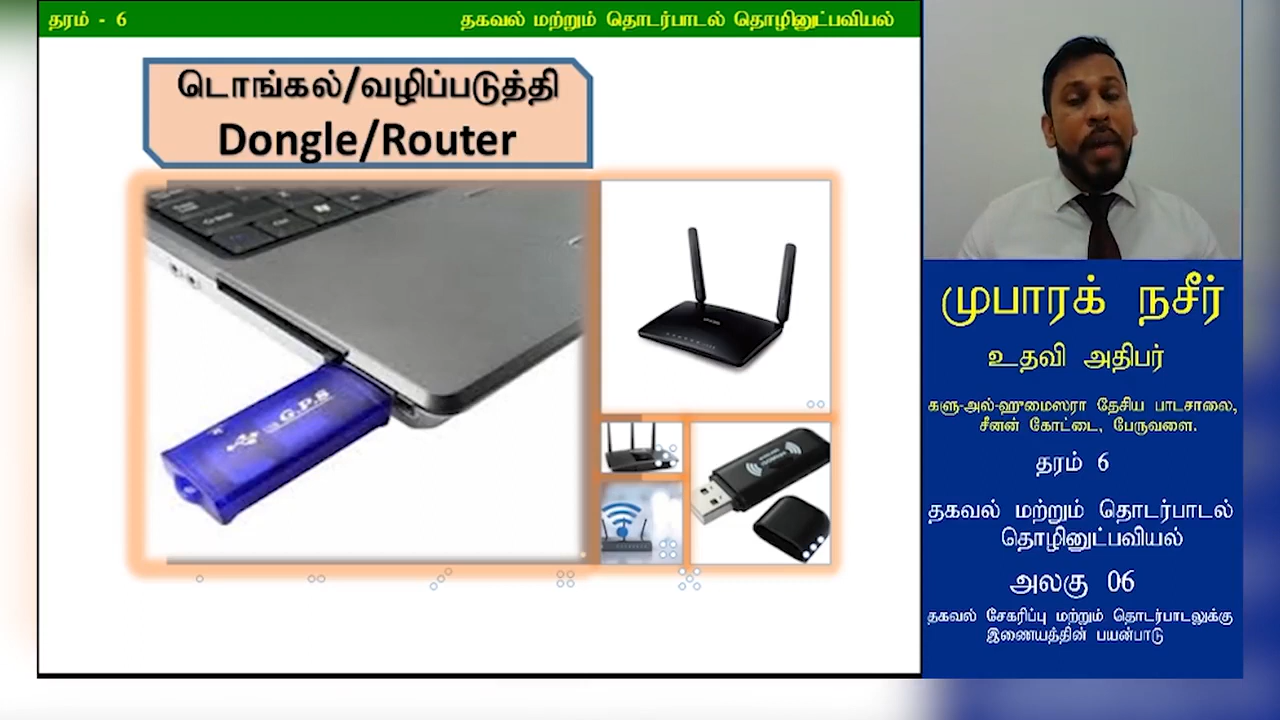 தரம் - 6
தகவல் மற்றும் தொடர்பாடல் தொழினுட்பவியல்
டொங்கல்/வழிப்படுத்தி
Dongle/Router
G.P.S
முபாரக் நசீர்
உதவி அதிபர்
களு-அல்-ஹுமைஸரா தேசிய பாடசாலை,
சீனன் கோட்டை, பேருவளை.
தரம் 6
தகவல் மற்றும் தொடர்பாடல்
தொழினுட்பவியல்
அலகு 06
தகவல் சேகரிப்பு மற்றும் தொடர்பாடலுக்கு
இணையத்தின் பயன்பாடு